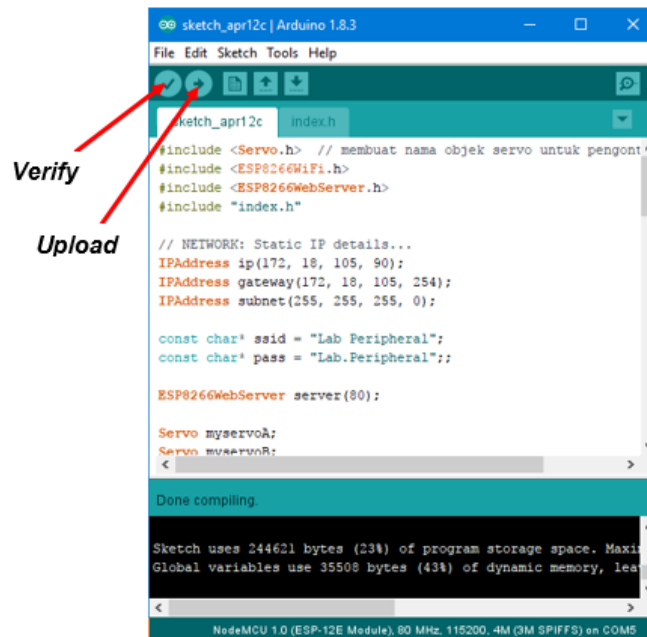 sketch_apr12c | Arduino 1.8.3
File Edit Sketch Tools Help
sketch_apr12c index.h
Verify
Upload
#include <Servo.h> // membuat nama objek servo untuk pengont
#include <ESP8266WiFi.h>
#include <ESP8266WebServer.h>
#include "index.h"
// NETWORK: Static IP details...
IPAddress ip(172, 18, 105, 90);
IPAddress gateway(172, 18, 105, 254);
IPAddress subnet(255, 255, 255, 0);
const char* ssid = "Lab Peripheral";
const char* pass = "Lab.Peripheral";;
ESP8266WebServer server(80);
Servo myservoA;
Servo myservoB;
Done compiling.
Sketch uses 244621 bytes (23%) of program storage space. Maxi
Global variables use 35508 bytes (43%) of dynamic memory, lea
NodeMCU 1.0 (ESP-12E Module), 80 MHz, 115200, 4M (3M SPIFFS) on COM5